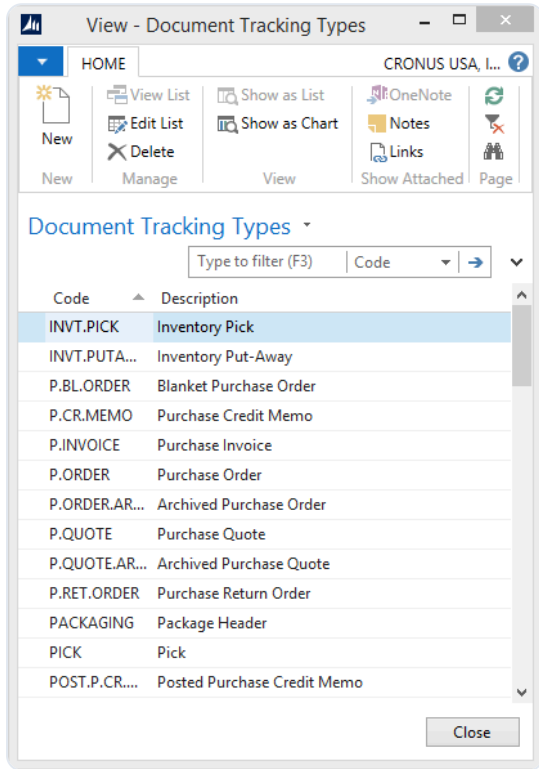 View - Document Tracking Types
HOME
CRONUS USA, I... ?
New
View List
Edit List
Delete
Show as List
Show as Chart
OneNote
Notes
Links
New
Manage
View
Show Attached
Page
Document Tracking Types
Type to filter (F3)
Code
Code Description
INVT.PICK Inventory Pick
INVT.PUTA... Inventory Put-Away
P.BL.ORDER Blanket Purchase Order
P.CR.MEMO Purchase Credit Memo
P.INVOICE Purchase Invoice
P.ORDER Purchase Order
P.ORDER.AR... Archived Purchase Order
P.QUOTE Purchase Quote
P.QUOTE.AR... Archived Purchase Quote
P.RET.ORDER Purchase Return Order
PACKAGING Package Header
PICK Pick
POST.P.CR.... Posted Purchase Credit Memo
Close